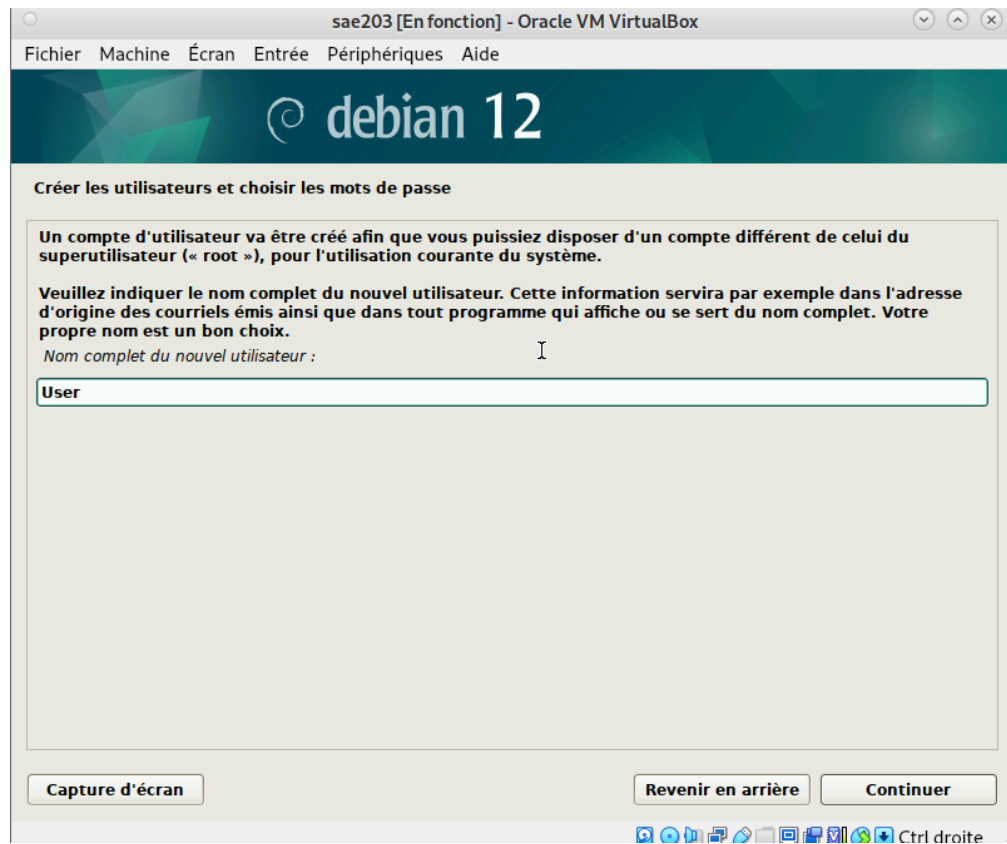 sae203 [En fonction] - Oracle VM VirtualBox
Fichier Machine Écran Entrée Périphériques Aide
debian 12
Créer les utilisateurs et choisir les mots de passe
Un compte d'utilisateur va être créé afin que vous puissiez disposer d'un compte différent de celui du
superutilisateur (« root »), pour l'utilisation courante du système.
Veuillez indiquer le nom complet du nouvel utilisateur. Cette information servira par exemple dans l'adresse
d'origine des courriels émis ainsi que dans tout programme qui affiche ou se sert du nom complet. Votre
propre nom est un bon choix.
Nom complet du nouvel utilisateur :
User
Capture d'écran Revenir en arrière Continuer
Ctrl droite